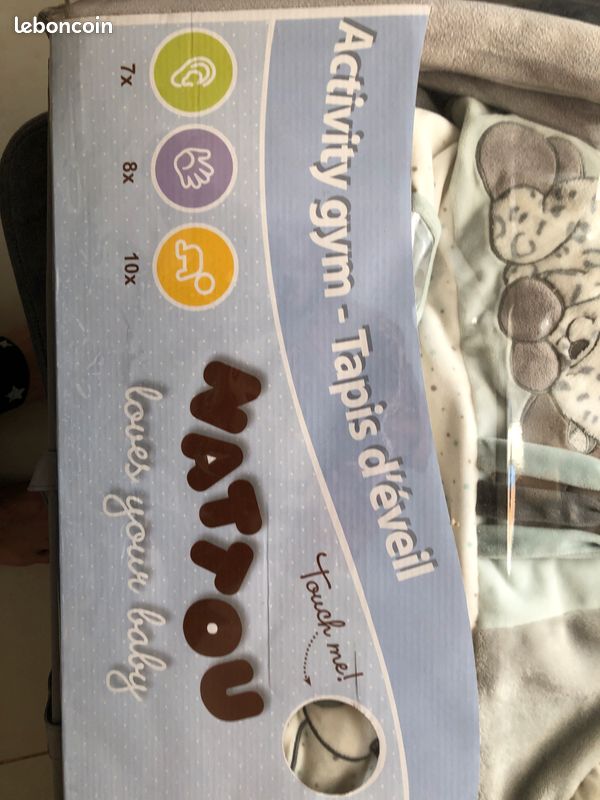 leboncoin
Activity gym - Tapis d'éveil
7x
8x
10x
NATTOU
loves your baby
Touch me!